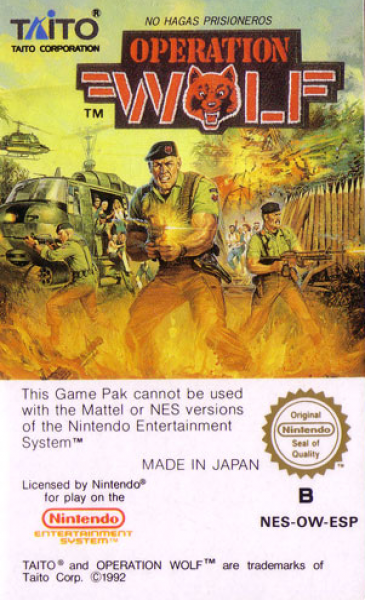 TAITO®
TAITO CORPORATION
NO HAGAS PRISIONEROS
OPERATION
WOLF
TM
This Game Pak cannot be used
with the Mattel or NES versions
of the Nintendo Entertainment
System™
MADE IN JAPAN
Original
Nintendo
Seal of
Quality
TM
Licensed by Nintendo®
for play on the
Nintendo
ENTERTAINMENT
SYSTEM™
B
NES-OW-ESP
TAITO® and OPERATION WOLF™ are trademarks of
Taito Corp. ©1992